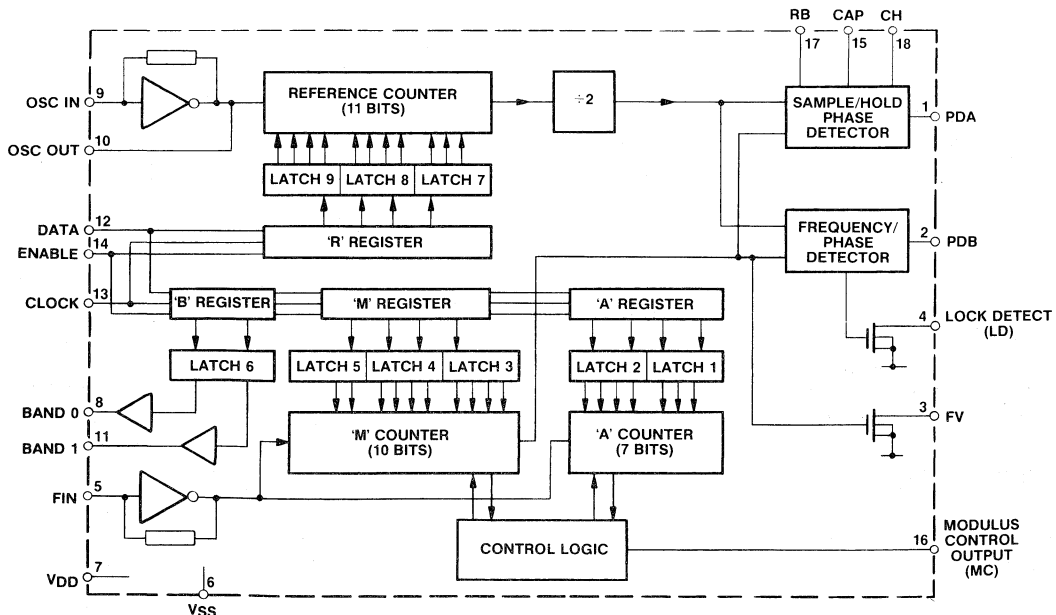 RB CAP CH
17 15 18
9
OSC IN
10
OSC OUT
REFERENCE COUNTER
(11 BITS)
÷2
SAMPLE/HOLD
PHASE
DETECTOR
1
PDA
LATCH 9 LATCH 8 LATCH 7
12
DATA
14
ENABLE
'R' REGISTER
FREQUENCY/
PHASE
DETECTOR
2
PDB
CLOCK
13
'B' REGISTER 'M' REGISTER 'A' REGISTER
4
LOCK DETECT
(LD)
LATCH 6
LATCH 5 LATCH 4 LATCH 3
LATCH 2 LATCH 1
BAND 0
8
BAND 1
11
'M' COUNTER
(10 BITS)
'A' COUNTER
(7 BITS)
3
FV
5
FIN
CONTROL LOGIC
16
MODULUS
CONTROL
OUTPUT
(MC)
7
VDD
6
VSS